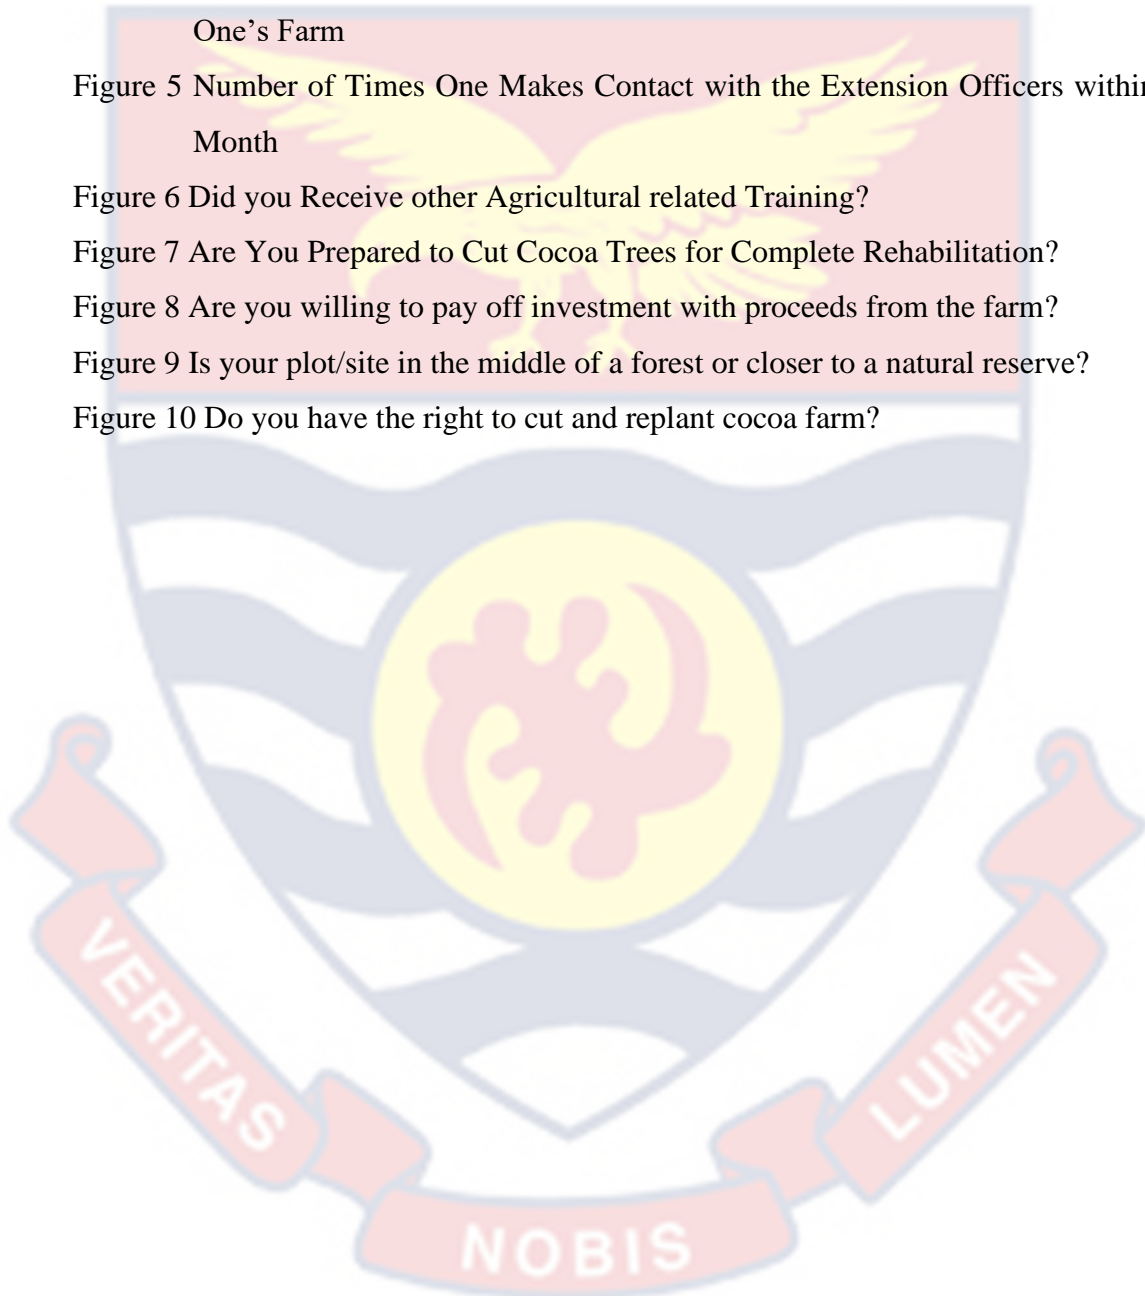 One’s Farm
Figure 5 Number of Times One Makes Contact with the Extension Officers within
Month
Figure 6 Did you Receive other Agricultural related Training?
Figure 7 Are You Prepared to Cut Cocoa Trees for Complete Rehabilitation?
Figure 8 Are you willing to pay off investment with proceeds from the farm?
Figure 9 Is your plot/site in the middle of a forest or closer to a natural reserve?
Figure 10 Do you have the right to cut and replant cocoa farm?
VERITAS
NOBIS
LUMEN